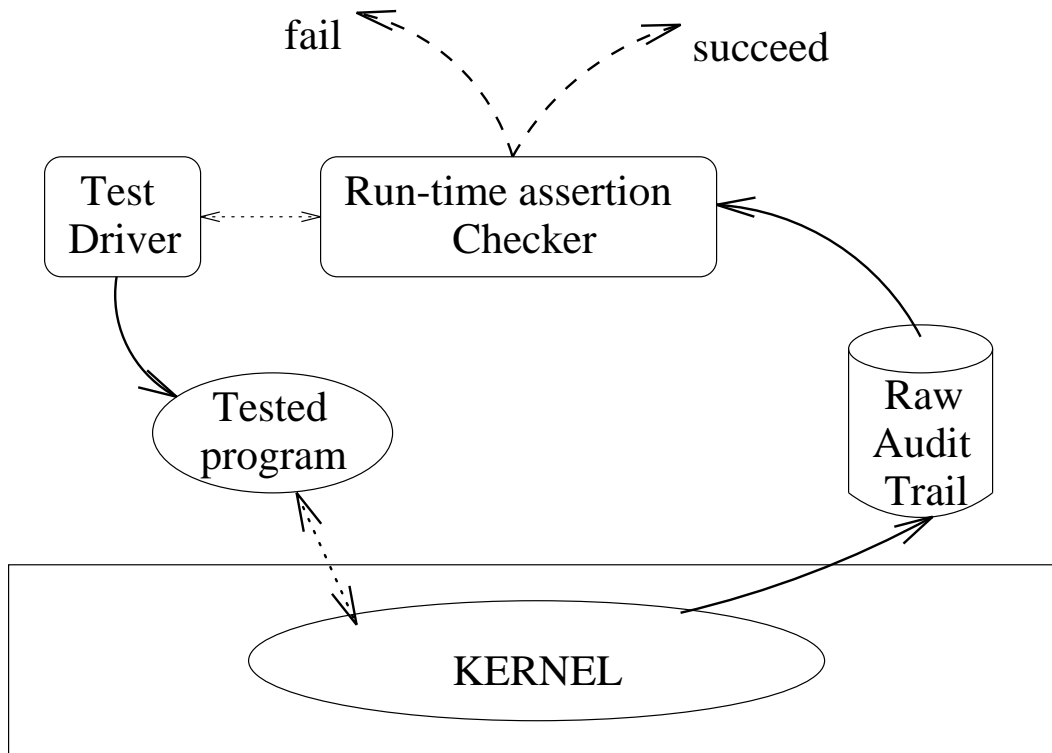 fail
succeed
Test
Driver
Run-time assertion
Checker
Tested
program
Raw
Audit
Trail
KERNEL